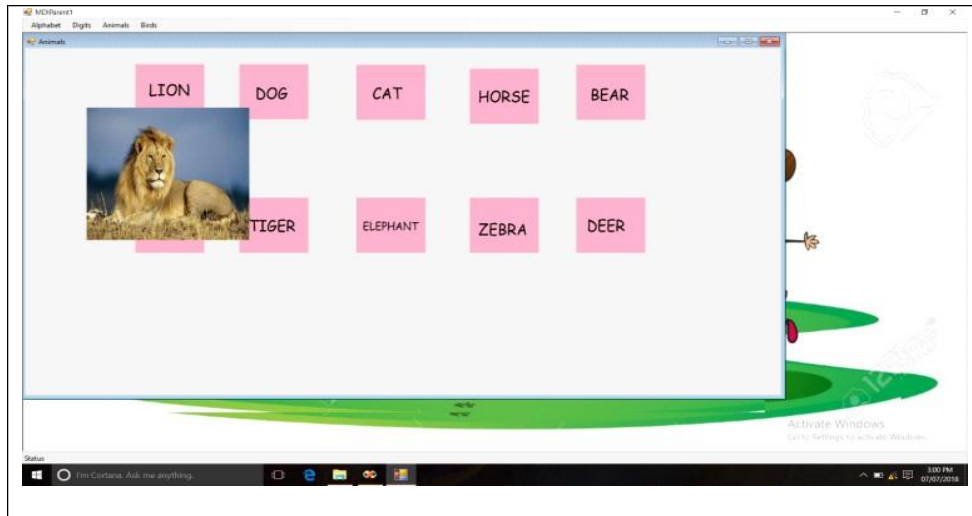 MDIParent1
Alphabet Digits Animals Birds
Animals
LION DOG CAT HORSE BEAR
TIGER ELEPHANT ZEBRA DEER
123RF
Activate Windows
Go to Settings to activate Windows.
Status
I'm Cortana. Ask me anything.
3:00 PM
07/07/2018